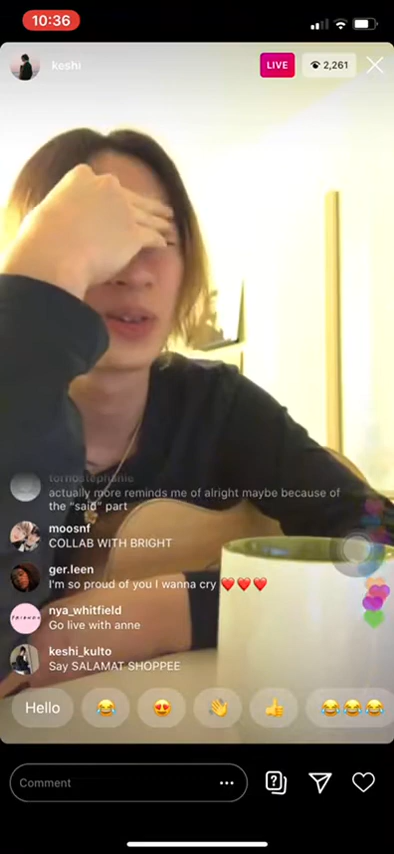 10:36
keshi
LIVE
2,261
torridstephanie
actually more reminds me of alright maybe because of
the "said" part
moosnf
COLLAB WITH BRIGHT
ger.leen
I'm so proud of you I wanna cry ❤️❤️❤️
nya_whitfield
Go live with anne
keshi_kulto
Say SALAMAT SHOPPEE
Hello
Comment